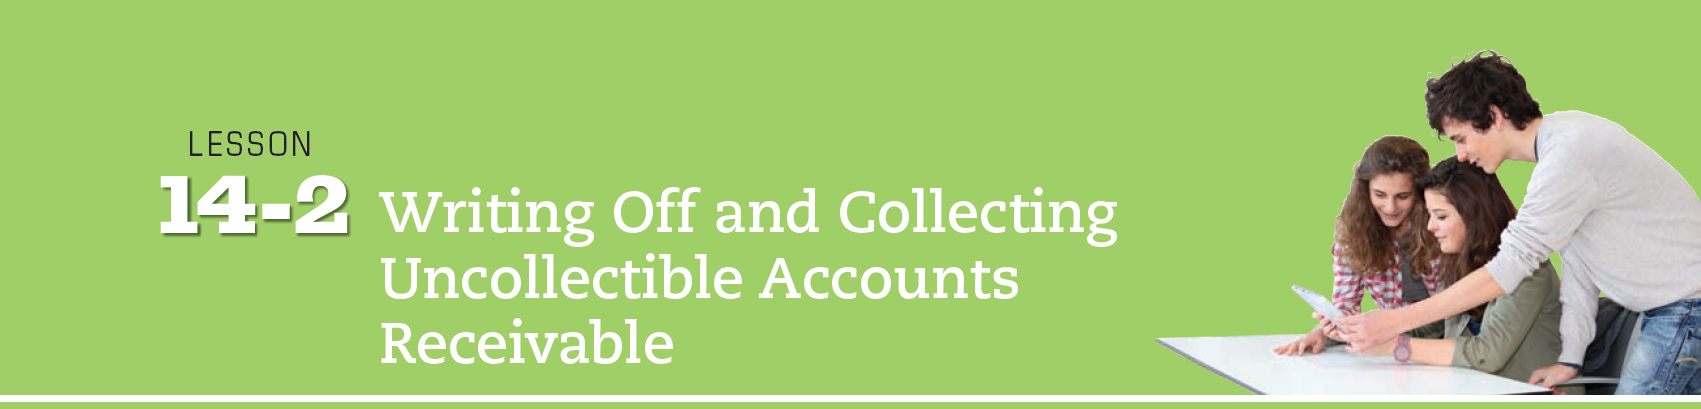 LESSON
14-2 Writing Off and Collecting
Uncollectible Accounts
Receivable